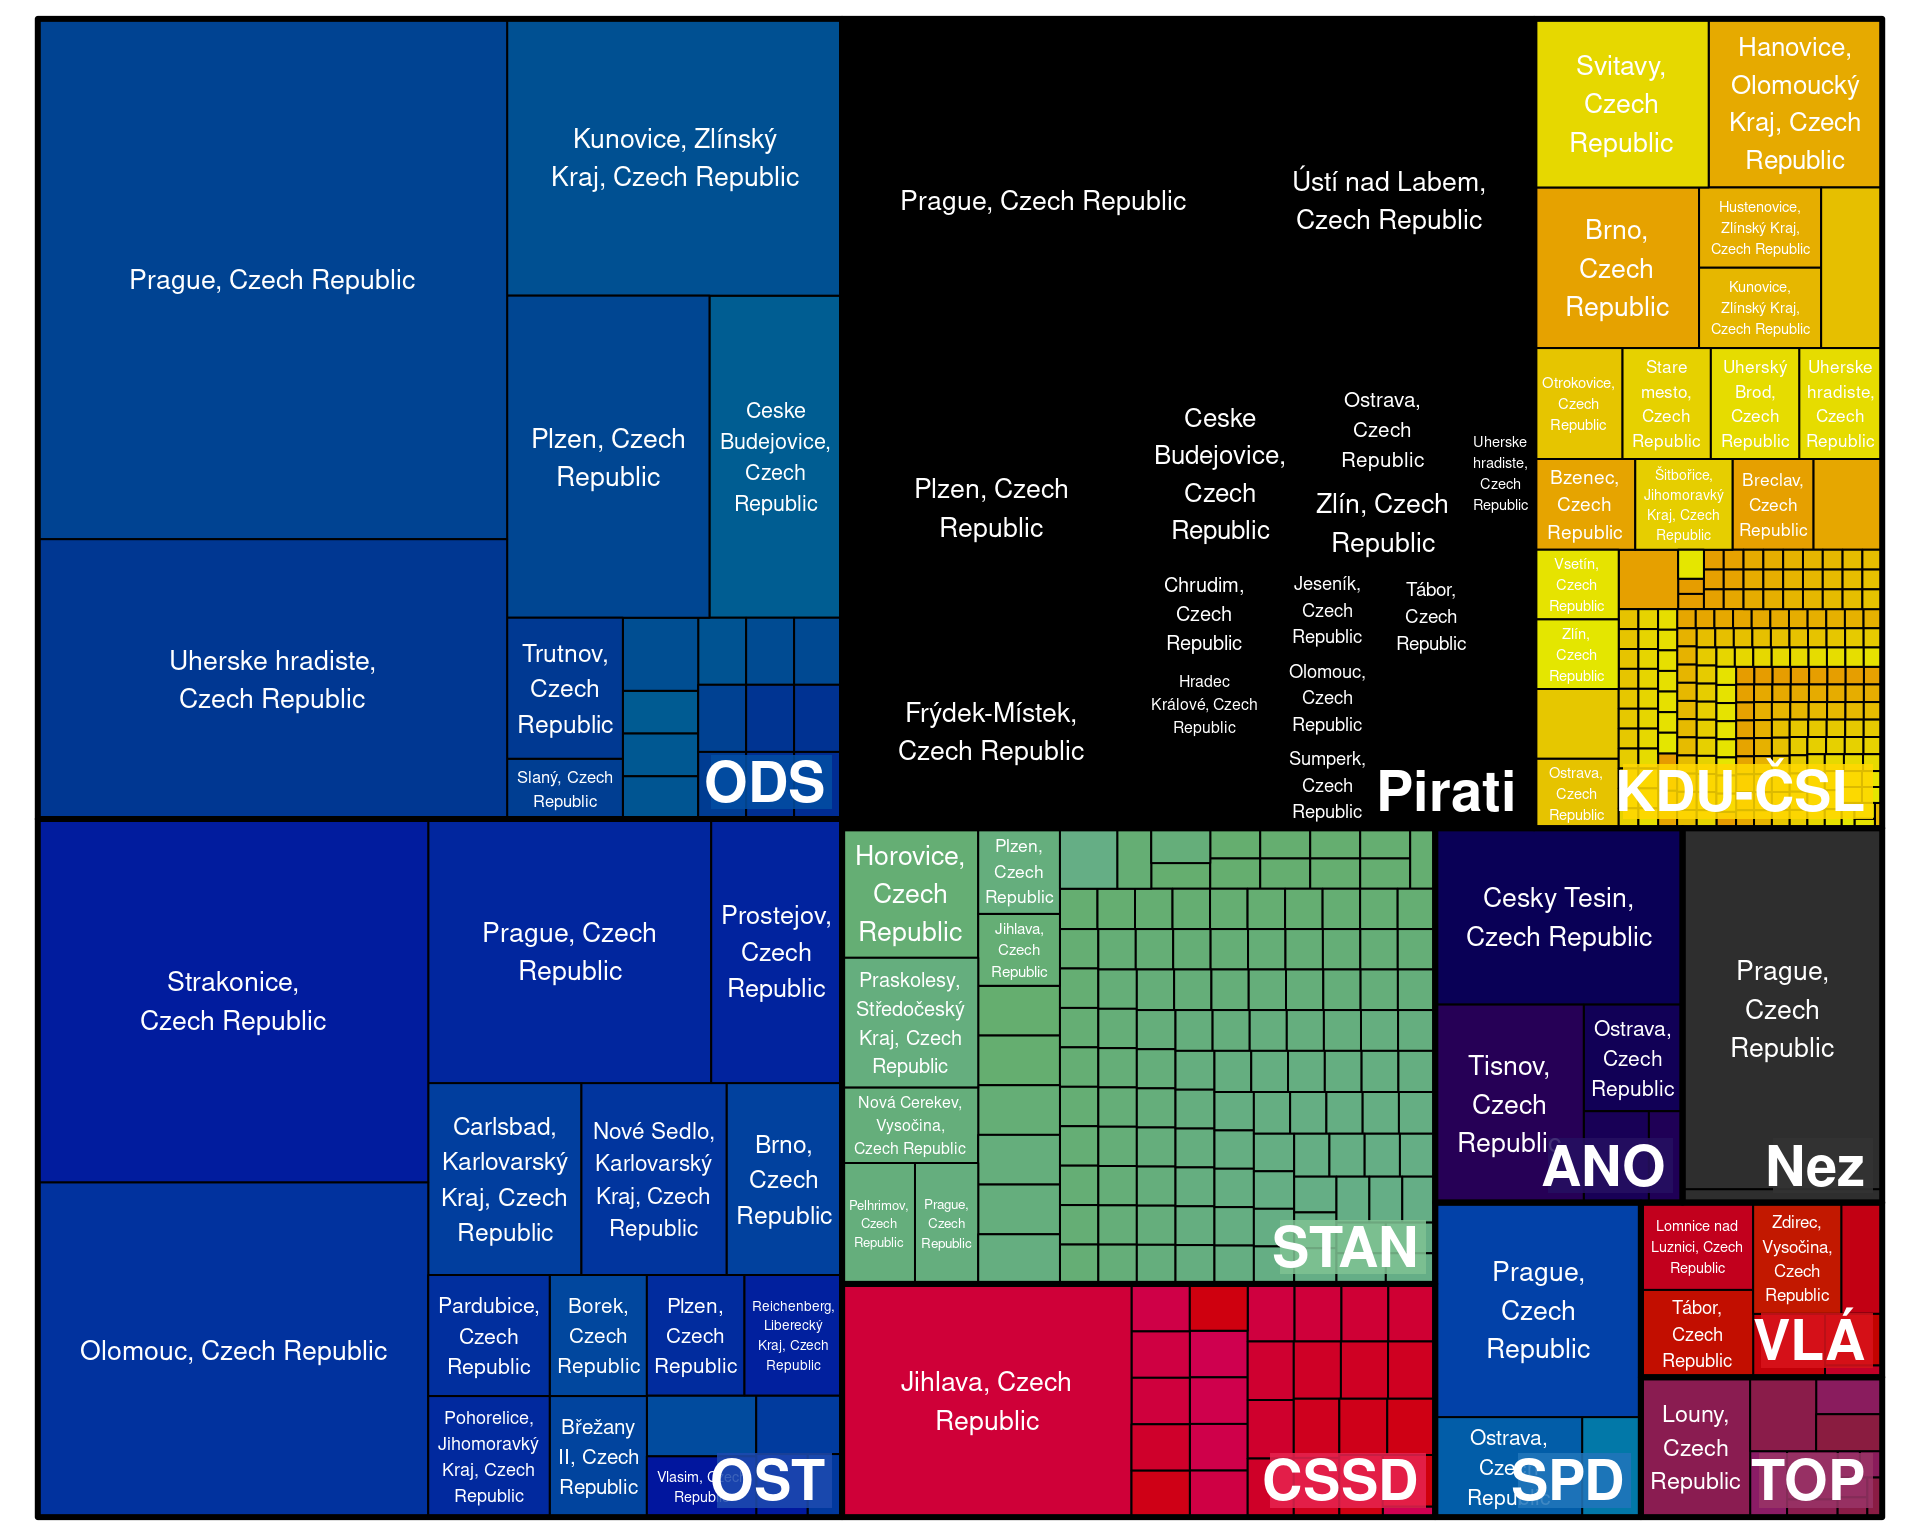 Prague, Czech Republic
Kunovice, Zlínský
Kraj, Czech Republic
Plzen, Czech
Republic
Ceske
Budejovice,
Czech
Republic
Uherske hradiste,
Czech Republic
Trutnov,
Czech
Republic
Slaný, Czech
Republic
ODS
Prague, Czech Republic
Ústí nad Labem,
Czech Republic
Plzen, Czech
Republic
Ceske
Budejovice,
Czech
Republic
Ostrava,
Czech
Republic
Uherske
hradiste,
Czech
Republic
Zlín, Czech
Republic
Frýdek-Místek,
Czech Republic
Chrudim,
Czech
Republic
Hradec
Králové, Czech
Republic
Jeseník,
Czech
Republic
Tábor,
Czech
Republic
Olomouc,
Czech
Republic
Sumperk,
Czech
Republic
Pirati
Svitavy,
Czech
Republic
Hanovice,
Olomoucký
Kraj, Czech
Republic
Brno,
Czech
Republic
Hustenovice,
Zlínský Kraj,
Czech Republic
Kunovice,
Zlínský Kraj,
Czech Republic
Otrokovice,
Czech
Republic
Stare
mesto,
Czech
Republic
Uherský
Brod,
Czech
Republic
Uherske
hradiste,
Czech
Republic
Bzenec,
Czech
Republic
Šitbořice,
Jihomoravký
Kraj, Czech
Republic
Breclav,
Czech
Republic
Vsetín,
Czech
Republic
Zlín,
Czech
Republic
Ostrava,
Czech
Republic
KDU-ČSL
Strakonice,
Czech Republic
Prague, Czech
Republic
Prostejov,
Czech
Republic
Olomouc, Czech Republic
Carlsbad,
Karlovarský
Kraj, Czech
Republic
Nové Sedlo,
Karlovarský
Kraj, Czech
Republic
Brno,
Czech
Republic
Pardubice,
Czech
Republic
Borek,
Czech
Republic
Plzen,
Czech
Republic
Reichenberg,
Liberecký
Kraj, Czech
Republic
Pohorelice,
Jihomoravký
Kraj, Czech
Republic
Břežany
II, Czech
Republic
Vlasim, Czech
Republic
OST
Horovice,
Czech
Republic
Plzen,
Czech
Republic
Jihlava,
Czech
Republic
Praskolesy,
Středočeský
Kraj, Czech
Republic
Nová Cerekev,
Vysočina,
Czech Republic
Pelhrimov,
Czech
Republic
Prague,
Czech
Republic
STAN
Jihlava, Czech
Republic
CSSD
Cesky Tesin,
Czech Republic
Tisnov,
Czech
Republic
Ostrava,
Czech
Republic
ANO
Prague,
Czech
Republic
Nez
Prague,
Czech
Republic
Ostrava,
Czech
Republic
SPD
Lomnice nad
Luznici, Czech
Republic
Zdirec,
Vysočina,
Czech
Republic
Tábor,
Czech
Republic
VLÁ
Louny,
Czech
Republic
TOP